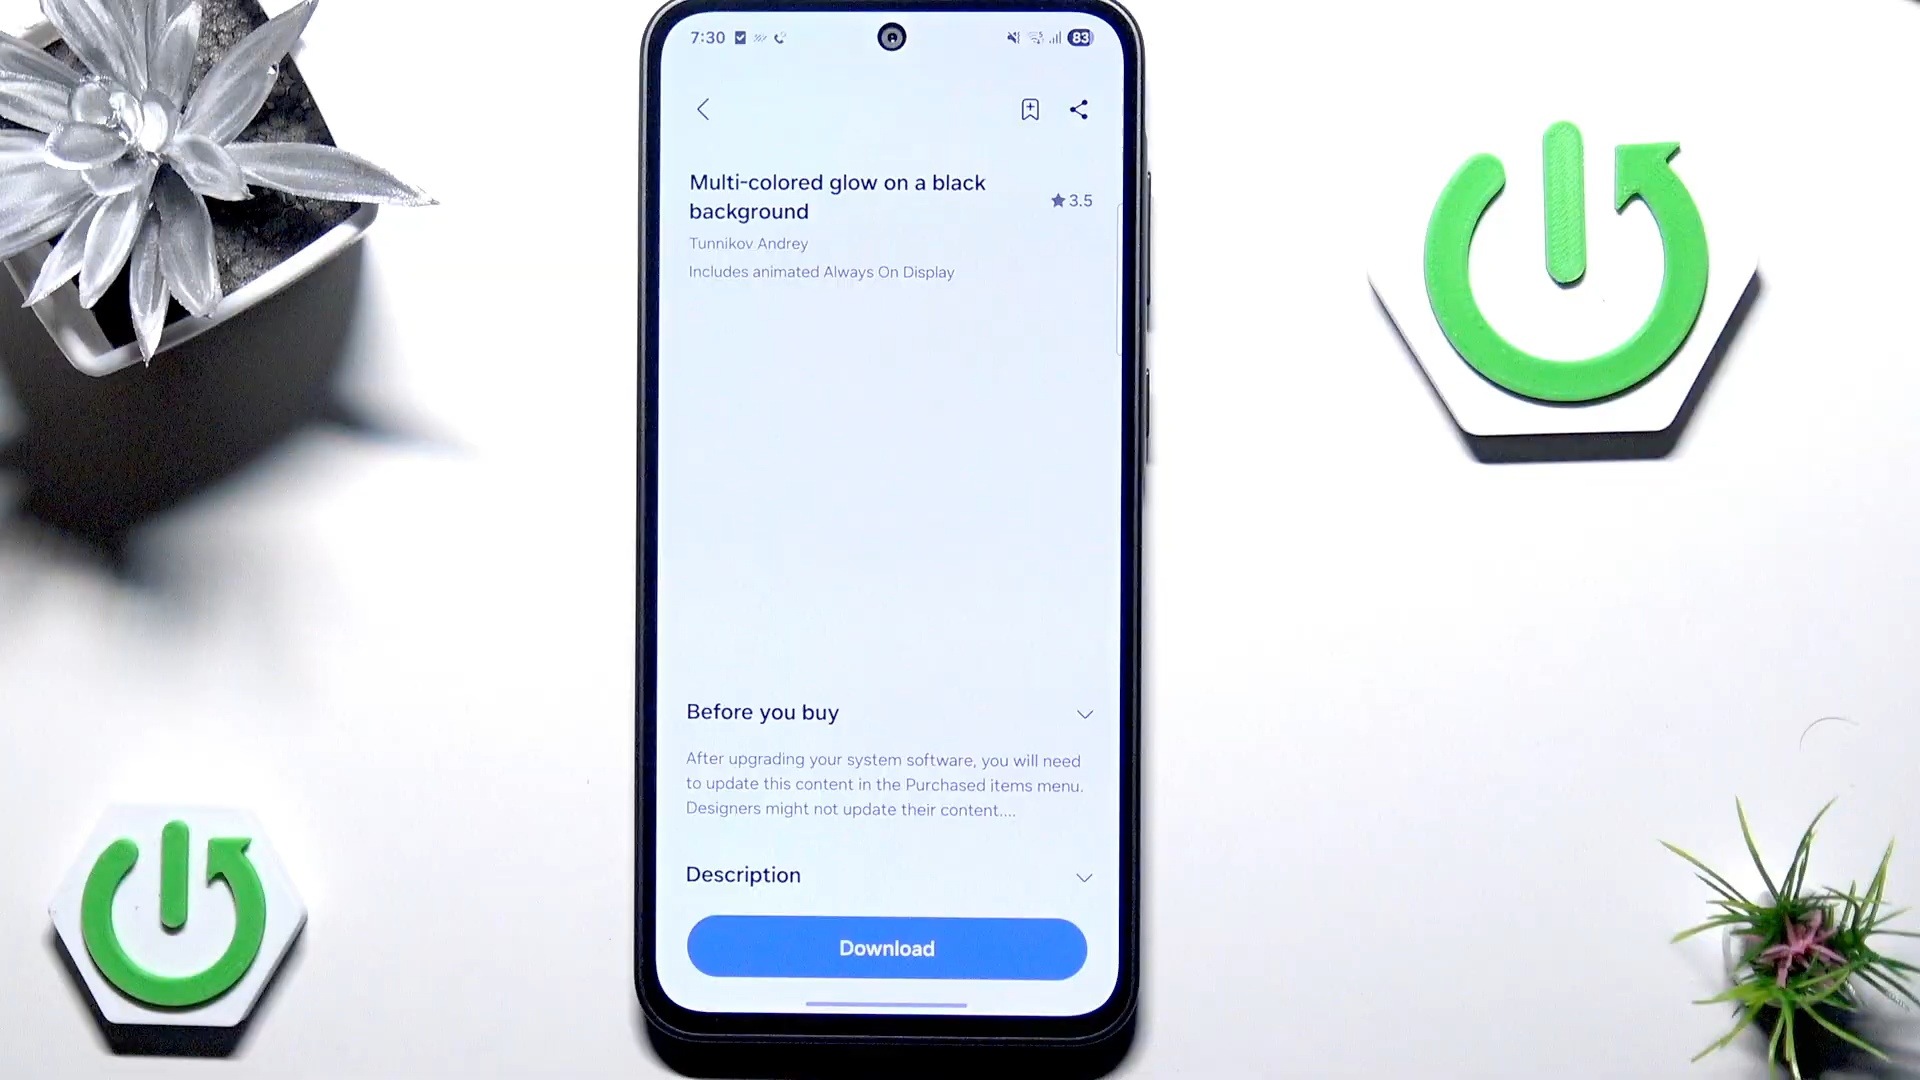 7:30
83
Multi-colored glow on a black
background
3.5
Tunnikov Andrey
Includes animated Always On Display
Before you buy
After upgrading your system software, you will need
to update this content in the Purchased items menu.
Designers might not update their content....
Description
Download